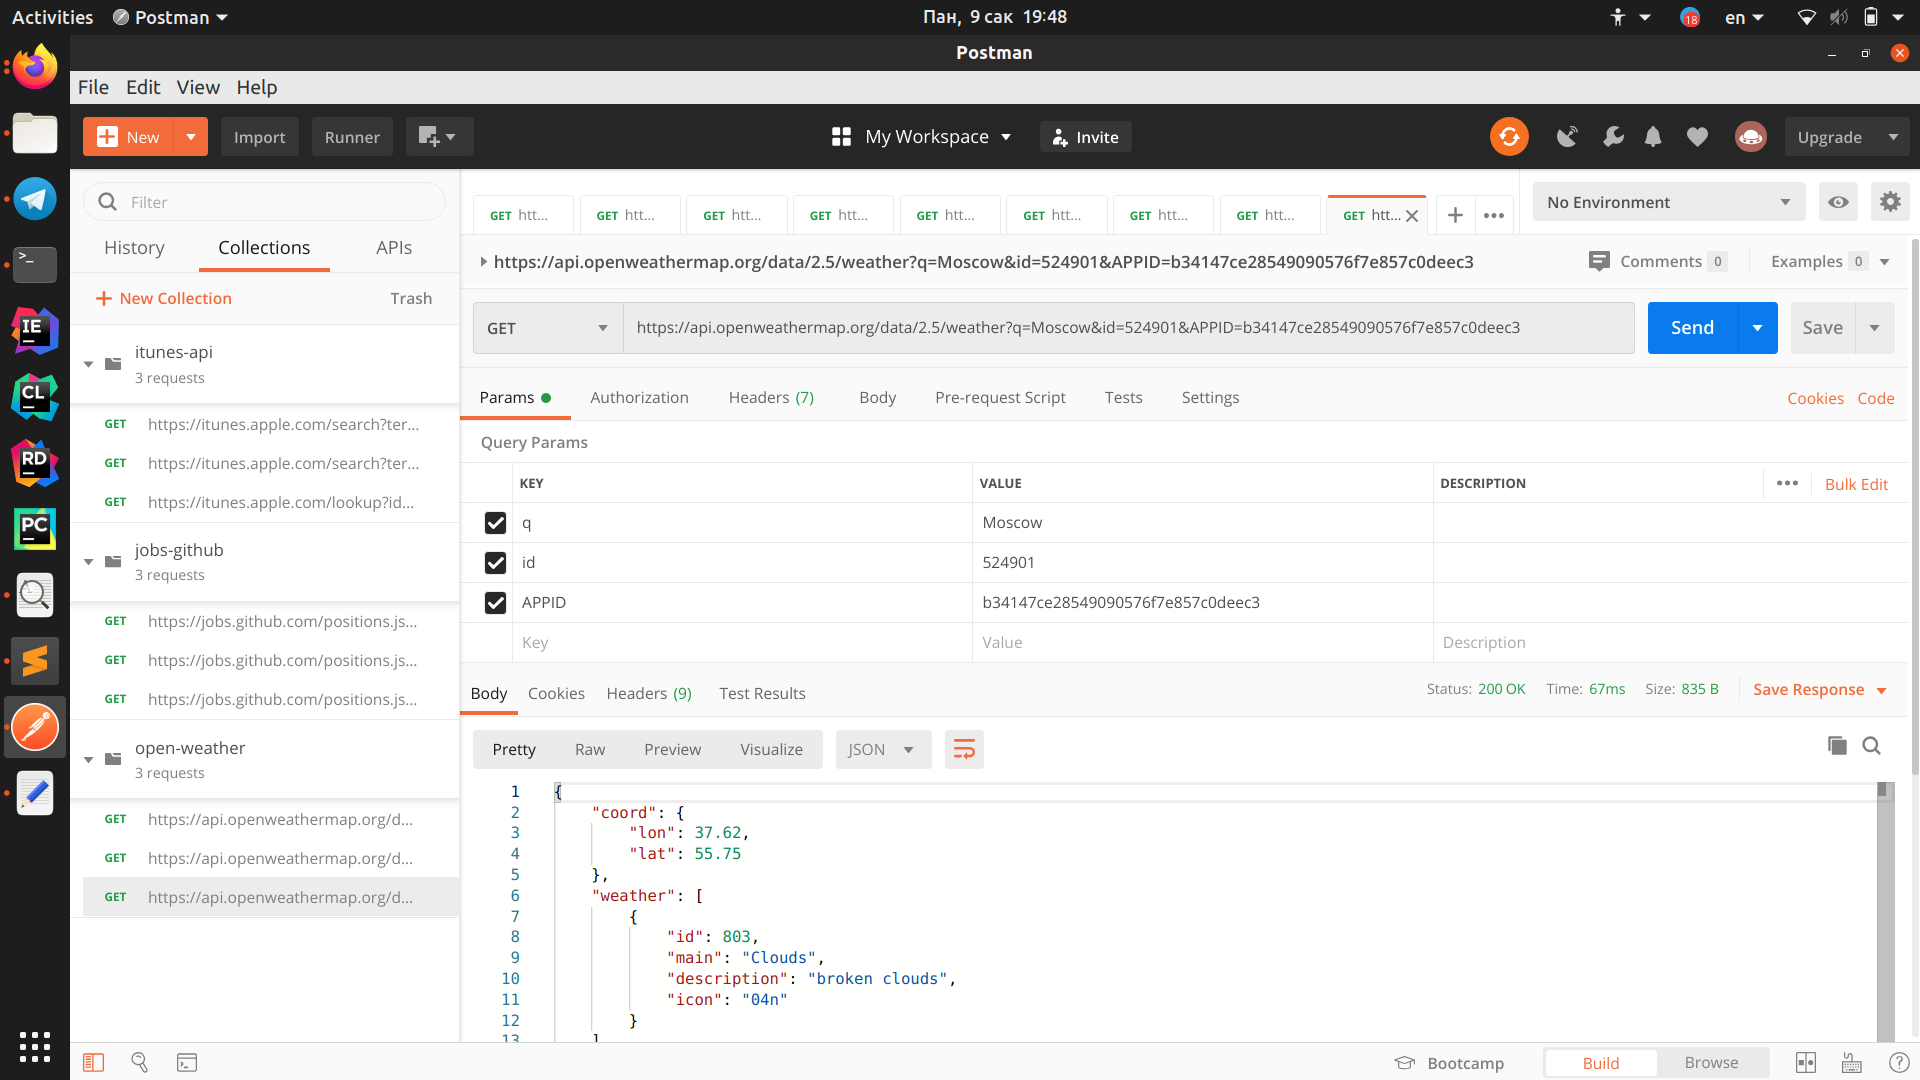 Activities Postman Пан, 9 сак 19:48 18 en
Postman
File Edit View Help
New Import Runner My Workspace Invite Upgrade
Filter
History Collections APIs
New Collection Trash
itunes-api
3 requests
GET https://itunes.apple.com/search?ter...
GET https://itunes.apple.com/search?ter...
GET https://itunes.apple.com/lookup?id...
jobs-github
3 requests
GET https://jobs.github.com/positions.js...
GET https://jobs.github.com/positions.js...
GET https://jobs.github.com/positions.js...
open-weather
3 requests
GET https://api.openweathermap.org/d...
GET https://api.openweathermap.org/d...
GET https://api.openweathermap.org/d...
GET htt... GET htt... GET htt... GET htt... GET htt... GET htt... GET htt... GET htt... GET htt...
No Environment
https://api.openweathermap.org/data/2.5/weather?q=Moscow&id=524901&APPID=b34147ce28549090576f7e857c0deec3
Comments 0 Examples 0
GET https://api.openweathermap.org/data/2.5/weather?q=Moscow&id=524901&APPID=b34147ce28549090576f7e857c0deec3 Send Save
Params Authorization Headers (7) Body Pre-request Script Tests Settings Cookies Code
Query Params
KEY VALUE DESCRIPTION Bulk Edit
q Moscow
id 524901
APPID b34147ce28549090576f7e857c0deec3
Key Value Description
Body Cookies Headers (9) Test Results Status: 200 OK Time: 67ms Size: 835 B Save Response
Pretty Raw Preview Visualize JSON
1 {
2 "coord": {
3 "lon": 37.62,
4 "lat": 55.75
5 },
6 "weather": [
7 {
8 "id": 803,
9 "main": "Clouds",
10 "description": "broken clouds",
11 "icon": "04n"
12 }
13 ]
Bootcamp Build Browse
>_
IE
CL
RD
PC